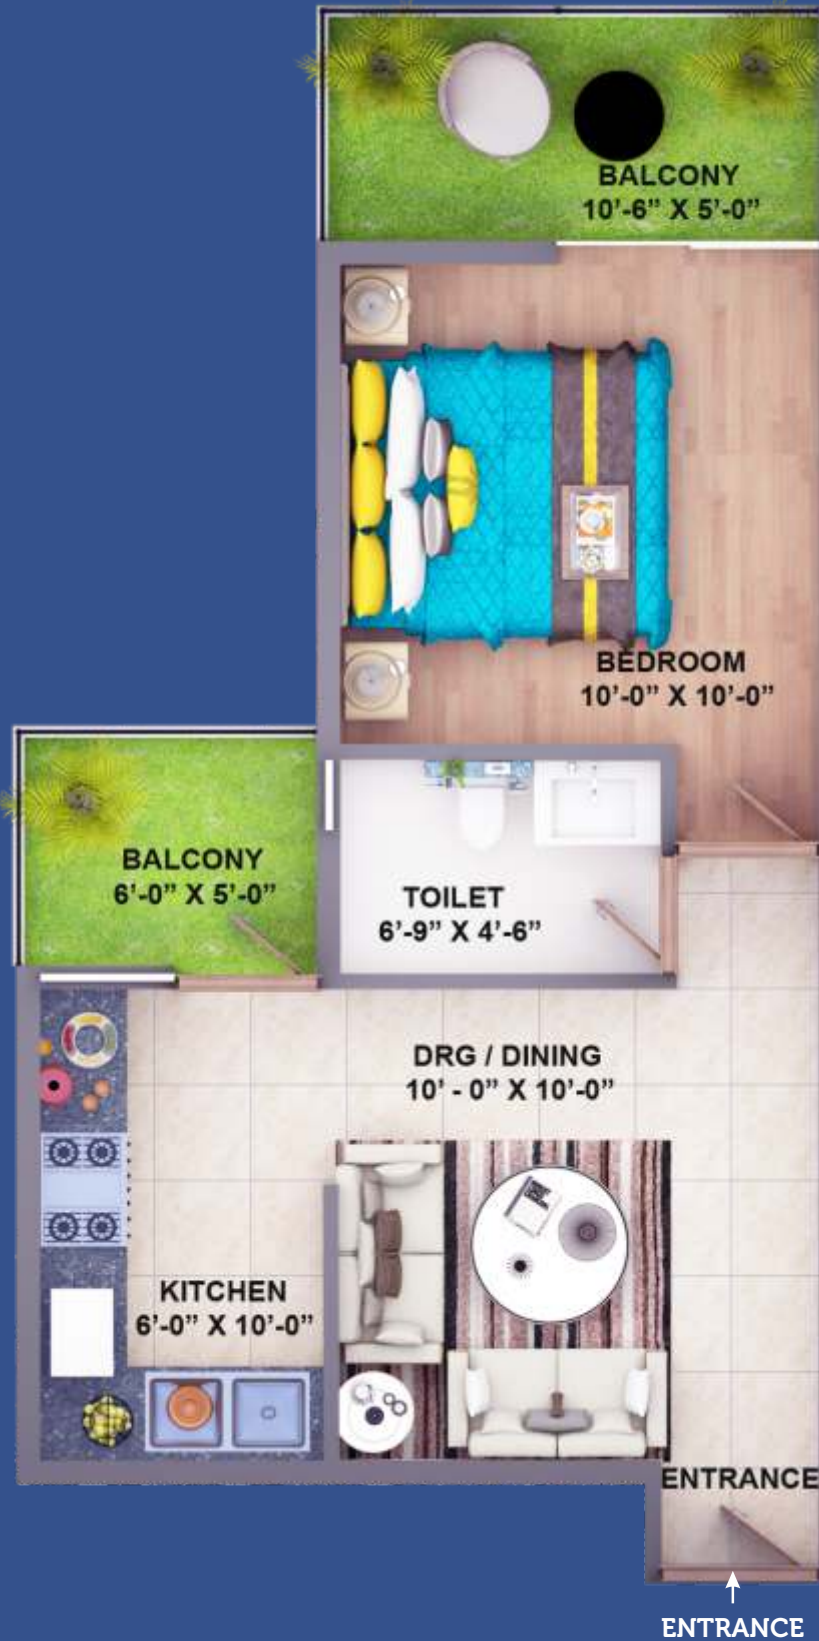 BALCONY
10’-6” X 5’-0”
BEDROOM
10’-0” X 10’-0”
BALCONY
6’-0” X 5’-0”
TOILET
6’-9” X 4’-6”
DRG / DINING
10’ - 0” X 10’-0”
KITCHEN
6’-0” X 10’-0”
ENTRANCE
ENTRANCE